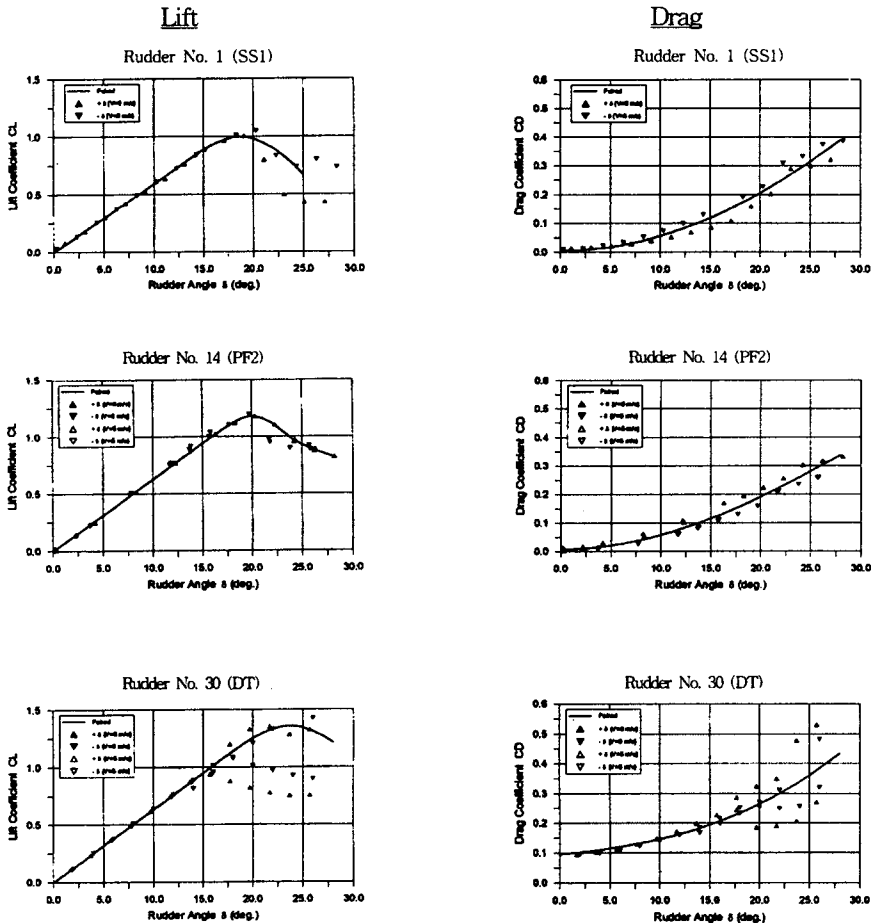 Lift
Drag
Rudder No. 1 (SS1)
Lift Coefficient CL
1.5
1.0
0.5
0.0
0.0 5.0 10.0 15.0 20.0 25.0 30.0
Rudder Angle δ (deg.)
Rudder No. 1 (SS1)
Drag Coefficient CD
0.6
0.5
0.4
0.3
0.2
0.1
0.0
0.0 5.0 10.0 15.0 20.0 25.0 30.0
Rudder Angle δ (deg.)
Rudder No. 14 (PF2)
Lift Coefficient CL
1.5
1.0
0.5
0.0
0.0 5.0 10.0 15.0 20.0 25.0 30.0
Rudder Angle δ (deg.)
Rudder No. 14 (PF2)
Drag Coefficient CD
0.6
0.5
0.4
0.3
0.2
0.1
0.0
0.0 5.0 10.0 15.0 20.0 25.0 30.0
Rudder Angle δ (deg.)
Rudder No. 30 (DT)
Lift Coefficient CL
1.5
1.0
0.5
0.0
0.0 5.0 10.0 15.0 20.0 25.0 30.0
Rudder Angle δ (deg.)
Rudder No. 30 (DT)
Drag Coefficient CD
0.6
0.5
0.4
0.3
0.2
0.1
0.0
0.0 5.0 10.0 15.0 20.0 25.0 30.0
Rudder Angle δ (deg.)